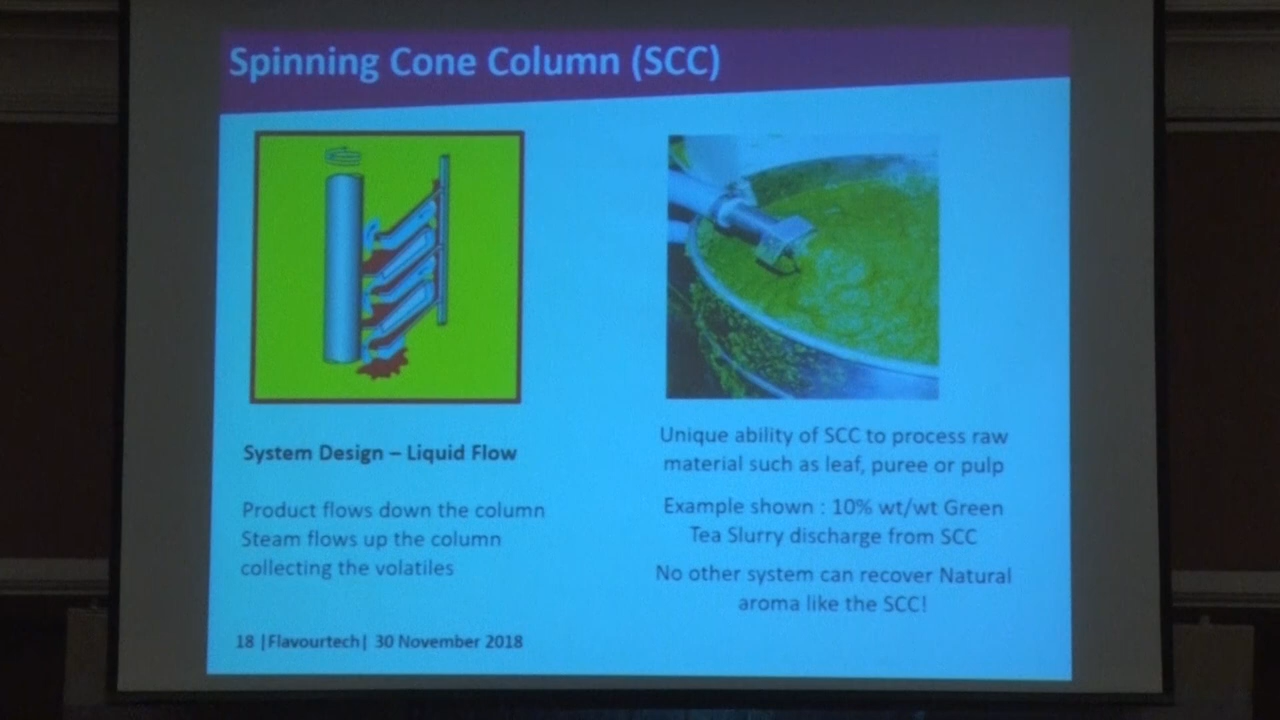 Spinning Cone Column (SCC)
System Design – Liquid Flow
Product flows down the column
Steam flows up the column
collecting the volatiles
Unique ability of SCC to process raw
material such as leaf, puree or pulp
Example shown : 10% wt/wt Green
Tea Slurry discharge from SCC
No other system can recover Natural
aroma like the SCC!
18 |Flavourtech| 30 November 2018